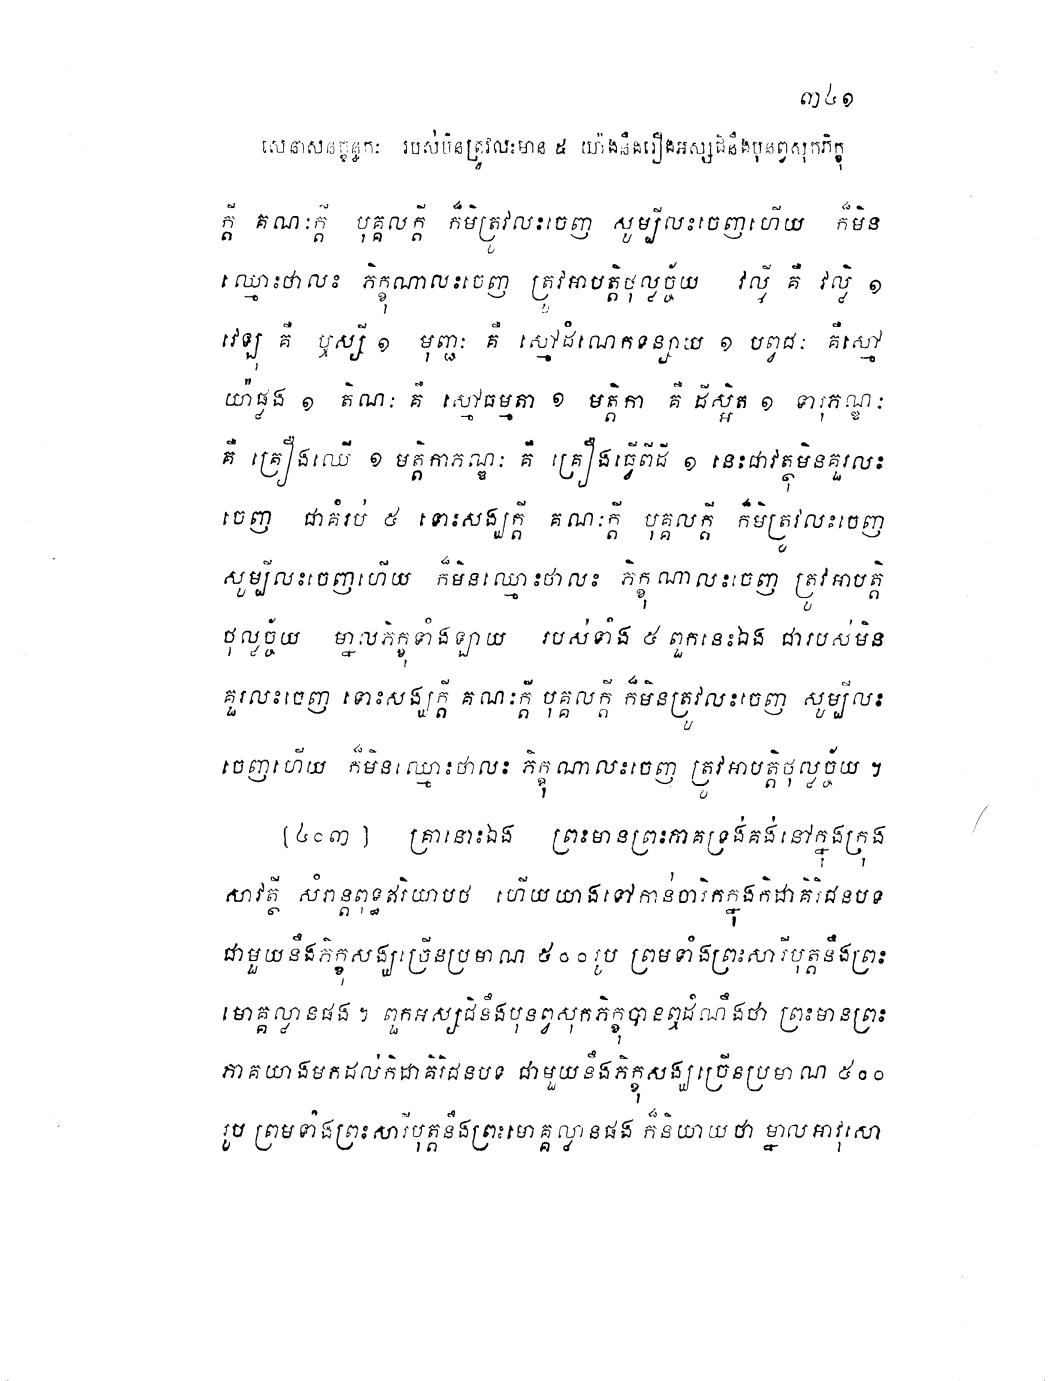 ៣៤១
សេនាសនក្ខន្ធកៈ របស់មិនត្រូវលះមាន ៥ យ៉ាងនឹងរឿងអស្សជិនឹងបុនព្វសុកភិក្ខុ
ក្តី គណៈក្តី បុគ្គលក្តី ក៏មិត្រូវលះចេញ សូម្បីលះចេញហើយ ក៏មិន
ឈ្មោះថាលះ ភិក្ខុណាលះចេញ ត្រូវអាបត្តិថុល្លច្ច័យ វល្លី គឺ វល្លិ ១
វេឡុ គឺ ឫស្សី ១ មុញ្ជៈ គឺ ស្មៅដំណេកទន្សាយ ១ បព្វជៈ គឺស្មៅ
យ៉ាផ្លង ១ តិណៈ គឺ ស្មៅធម្មតា ១ មត្តិកា គឺ ដីស្អិត ១ ទារុភណ្ឌៈ
គឺ គ្រឿងឈើ ១ មត្តិកាភណ្ឌៈ គឺ គ្រឿងធ្វើពីដី ១ នេះជាវត្ថុមិនគួរលះ
ចេញ ជាគំរប់ ៥ ទោះសង្ឃក្តី គណៈក្តី បុគ្គលក្តី ក៏មិត្រូវលះចេញ
សូម្បីលះចេញហើយ ក៏មិនឈ្មោះថាលះ ភិក្ខុណាលះចេញ ត្រូវអាបត្តិ
ថុល្លច្ច័យ ម្នាលភិក្ខុទាំងឡាយ របស់ទាំង ៥ ពួកនេះឯង ជារបស់មិន
គួរលះចេញ ទោះសង្ឃក្តី គណៈក្តី បុគ្គលក្តី ក៏មិនត្រូវលះចេញ សូម្បីលះ
ចេញហើយ ក៏មិនឈ្មោះថាលះ ភិក្ខុណាលះចេញ ត្រូវអាបត្តិថុល្លច្ច័យ ។
[៤០៣] គ្រានោះឯង ព្រះមានព្រះភាគទ្រង់គង់នៅក្នុងក្រុង
សាវត្ថី សំរាន្តពុទ្ធឥរិយាបថ ហើយយាងទៅកាន់ចារិកក្នុងកិដាគិរិជនបទ
ជាមួយនឹងភិក្ខុសង្ឃច្រើនប្រមាណ ៥០០រូប ព្រមទាំងព្រះសារីបុត្តនឹងព្រះ
មោគ្គល្លានផង ។ ពួកអស្សជិនឹងបុនព្វសុកភិក្ខុបានឮដំណឹងថា ព្រះមានព្រះ
ភាគយាងមកដល់កិដាគិរិជនបទ ជាមួយនឹងភិក្ខុសង្ឃច្រើនប្រមាណ ៥០០
រូប ព្រមទាំងព្រះសារីបុត្តនឹងព្រះមោគ្គល្លានផង ក៏និយាយថា ម្នាលអាវុសោ